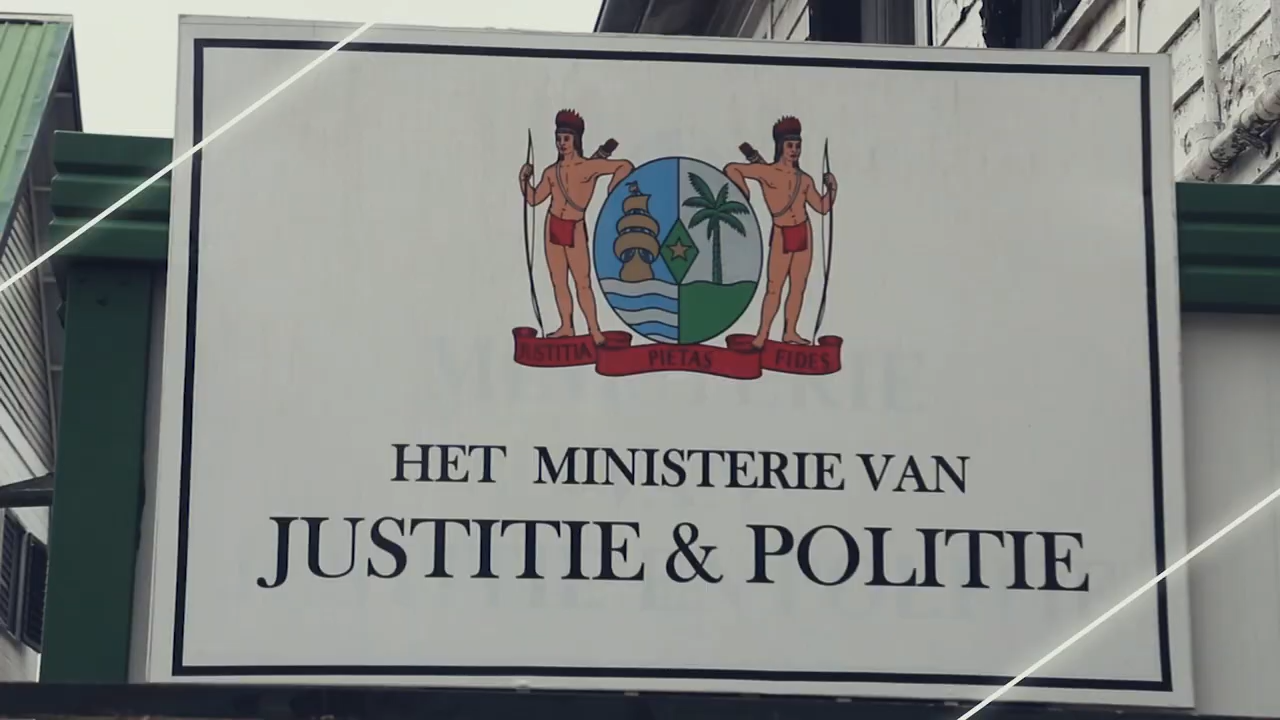 JUSTITIA PIETAS FIDES
HET MINISTERIE VAN
JUSTITIE & POLITIE